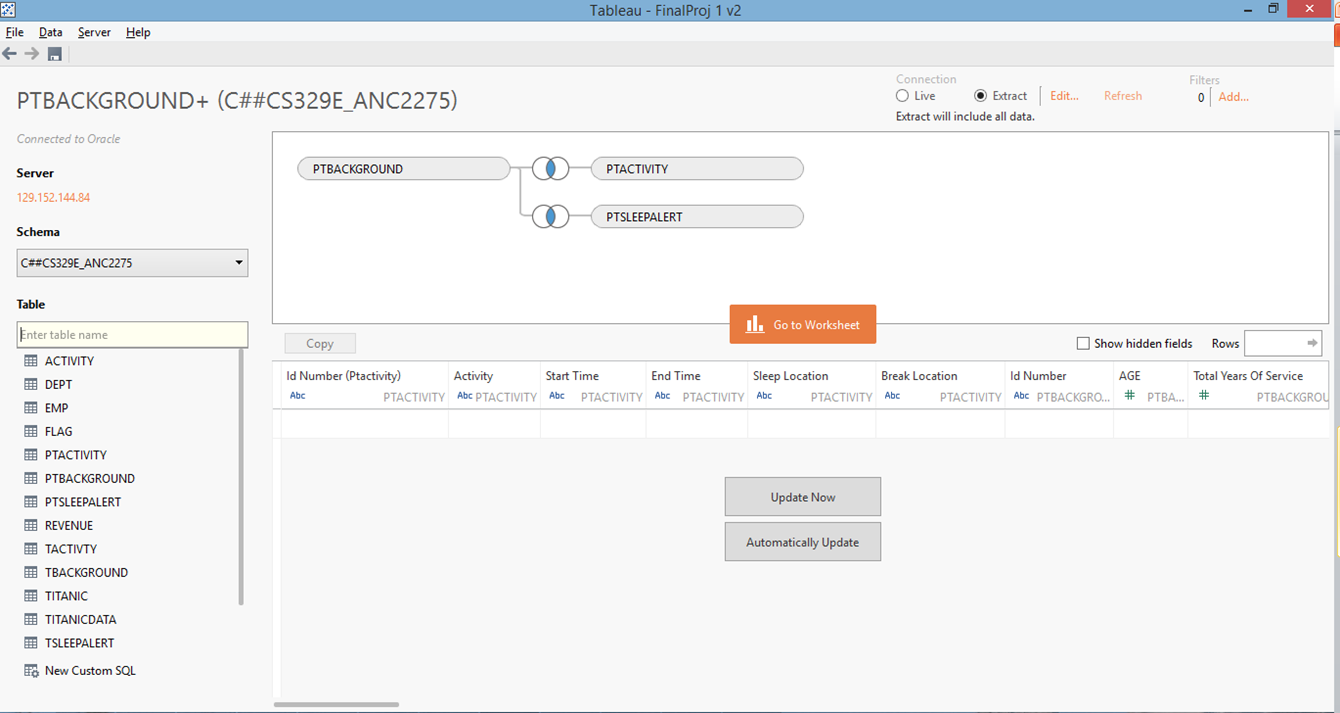 Tableau - FinalProj 1 v2
File Data Server Help
PTBACKGROUND+ (C##CS329E_ANC2275)
Connection
Live Extract Edit... Refresh
Extract will include all data.
Filters
0 Add...
Connected to Oracle
Server
129.152.144.84
Schema
C##CS329E_ANC2275
Table
Enter table name
ACTIVITY
DEPT
EMP
FLAG
PTACTIVITY
PTBACKGROUND
PTSLEEPALERT
REVENUE
TACTIVTY
TBACKGROUND
TITANIC
TITANICDATA
TSLEEPALERT
New Custom SQL
PTBACKGROUND PTACTIVITY
PTSLEEPALERT
Go to Worksheet
Copy Show hidden fields Rows
Id Number (Ptactivity) Activity Start Time End Time Sleep Location Break Location Id Number AGE Total Years Of Service
Abc PTACTIVITY Abc PTACTIVITY Abc PTACTIVITY Abc PTACTIVITY Abc PTACTIVITY Abc PTACTIVITY Abc PTBACKGRO... # PTBA... # PTBACKGROU
Update Now
Automatically Update